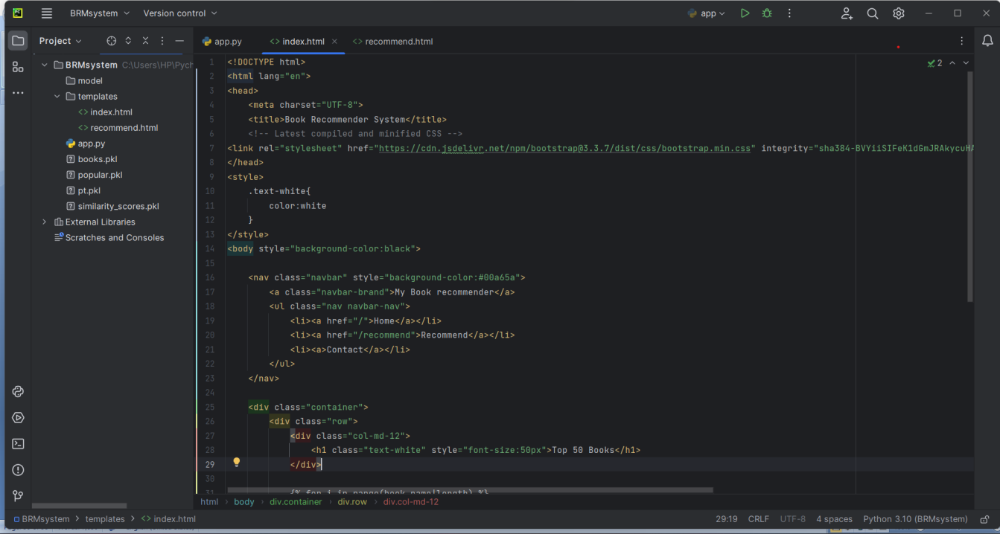 BRMsystem Version control app
Project
app.py index.html recommend.html
BRMsystem C:\Users\HP\Pych
model
templates
index.html
recommend.html
app.py
books.pkl
popular.pkl
pt.pkl
similarity_scores.pkl
External Libraries
Scratches and Consoles
2
1 <!DOCTYPE html>
2 <html lang="en">
3 <head>
4 <meta charset="UTF-8">
5 <title>Book Recommender System</title>
6 <!-- Latest compiled and minified CSS -->
7 <link rel="stylesheet" href="https://cdn.jsdelivr.net/npm/bootstrap@3.3.7/dist/css/bootstrap.min.css" integrity="sha384-BVYiiSIFeK1dGmJRAkycuHA
8 </head>
9 <style>
10 .text-white{
11 color:white
12 }
13 </style>
14 <body style="background-color:black">
15
16 <nav class="navbar" style="background-color:#00a65a">
17 <a class="navbar-brand">My Book recommender</a>
18 <ul class="nav navbar-nav">
19 <li><a href="/">Home</a></li>
20 <li><a href="/recommend">Recommend</a></li>
21 <li><a>Contact</a></li>
22 </ul>
23 </nav>
24
25 <div class="container">
26 <div class="row">
27 <div class="col-md-12">
28 <h1 class="text-white" style="font-size:50px">Top 50 Books</h1>
29 </div>
30
31 {% for i in range(book_name|length) %}
html body div.container div.row div.col-md-12
BRMsystem templates index.html 29:19 CRLF UTF-8 4 spaces Python 3.10 (BRMsystem)